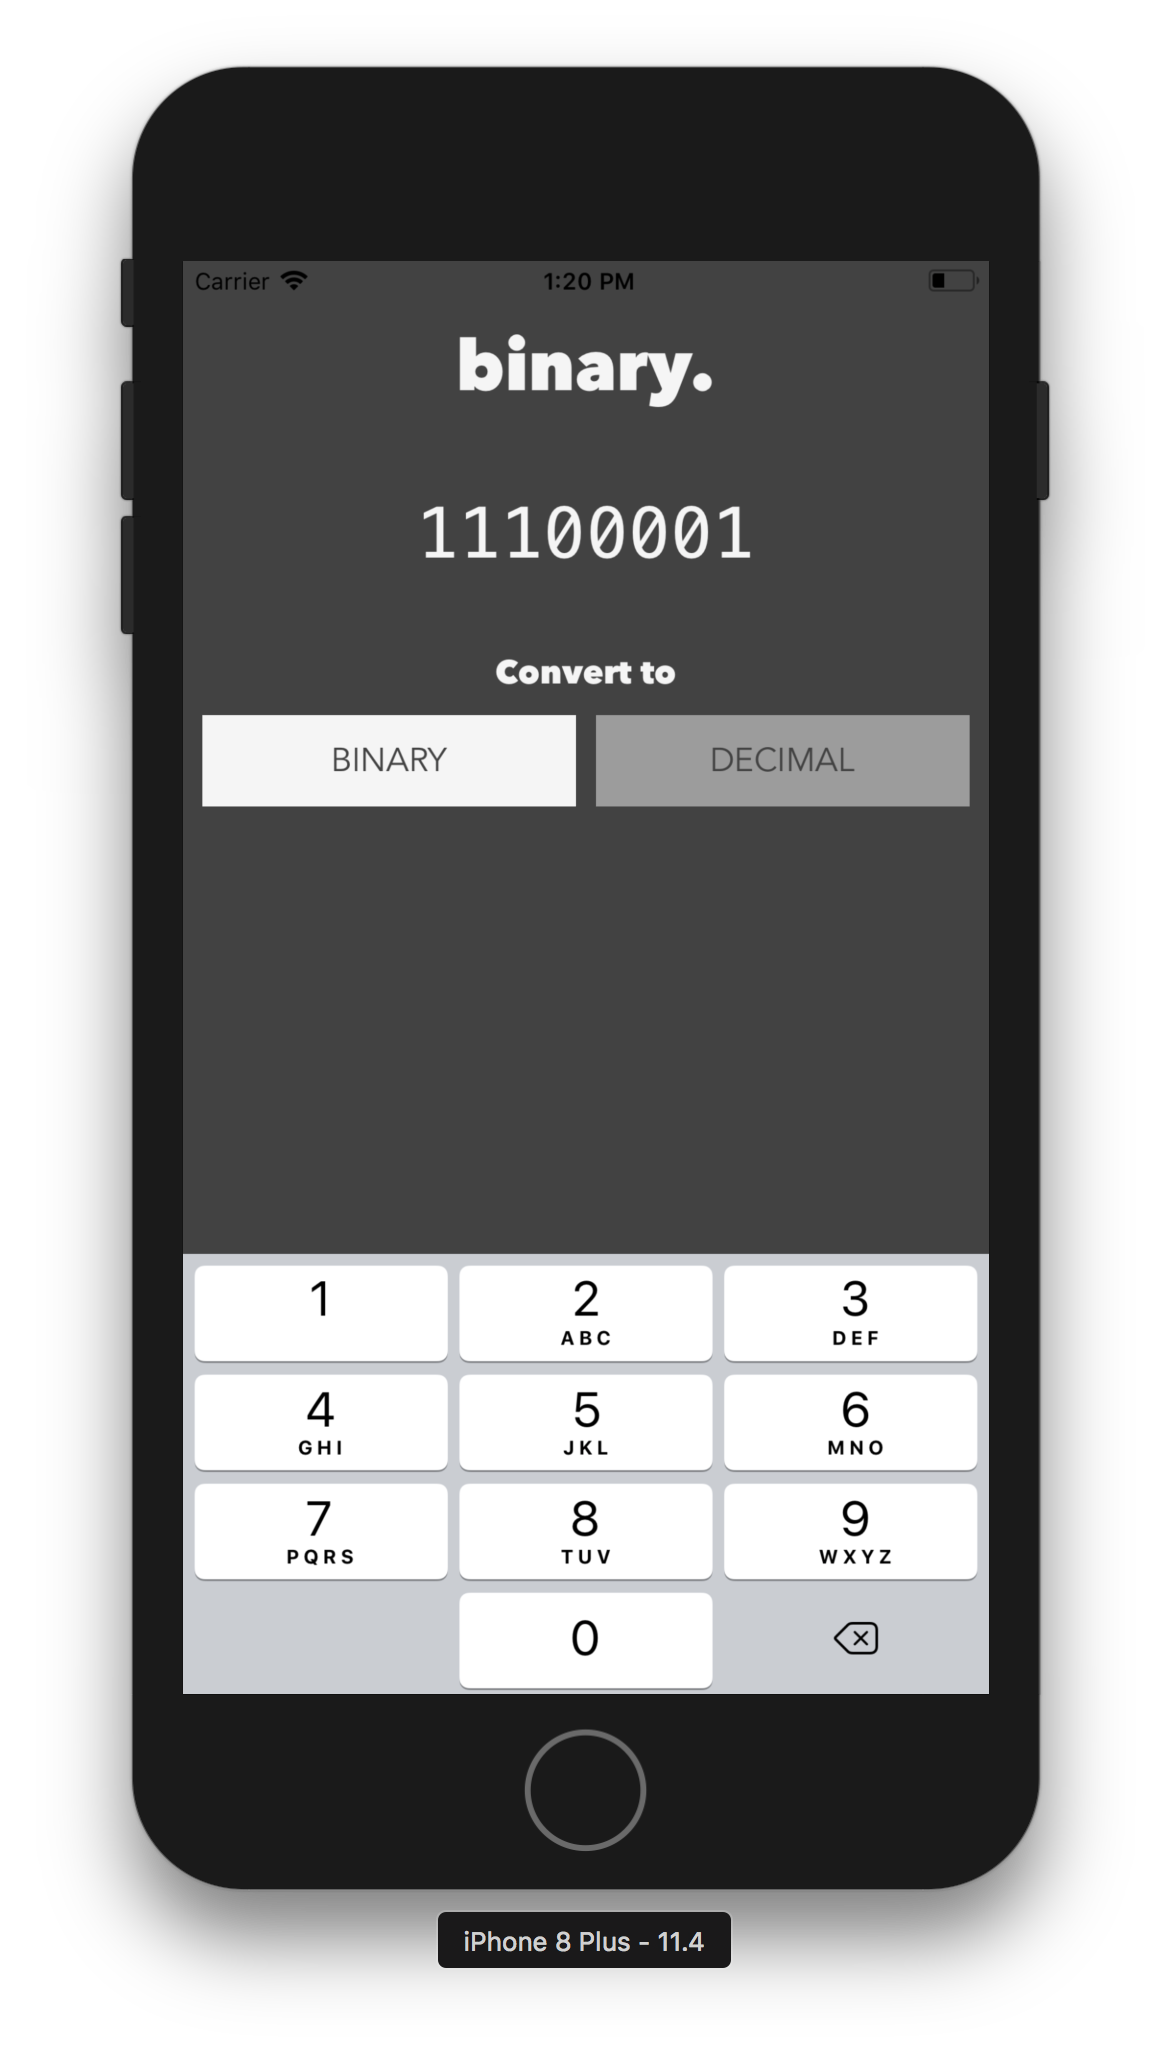 Carrier 1:20 PM
binary.
11100001
Convert to
BINARY DECIMAL
1 2 3
ABC DEF
4 5 6
GHI JKL MNO
7 8 9
PQRS TUV WXYZ
0
iPhone 8 Plus - 11.4